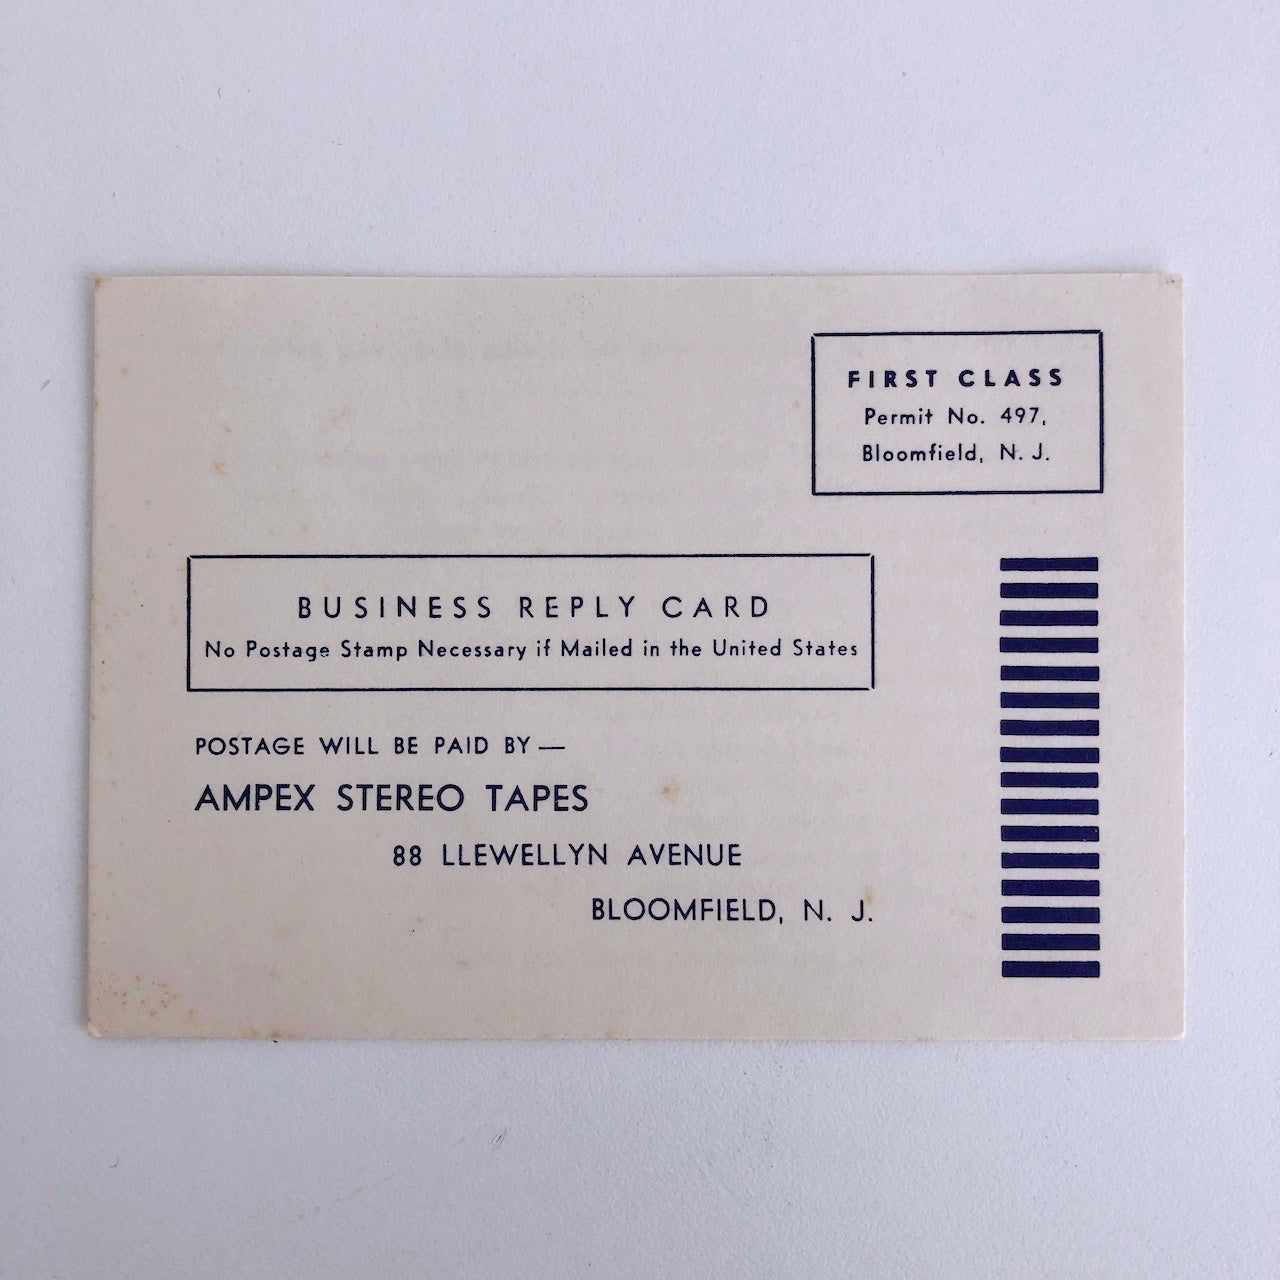 FIRST CLASS
Permit No. 497,
Bloomfield, N. J.
BUSINESS REPLY CARD
No Postage Stamp Necessary if Mailed in the United States
POSTAGE WILL BE PAID BY —
AMPEX STEREO TAPES
88 LLEWELLYN AVENUE
BLOOMFIELD, N. J.